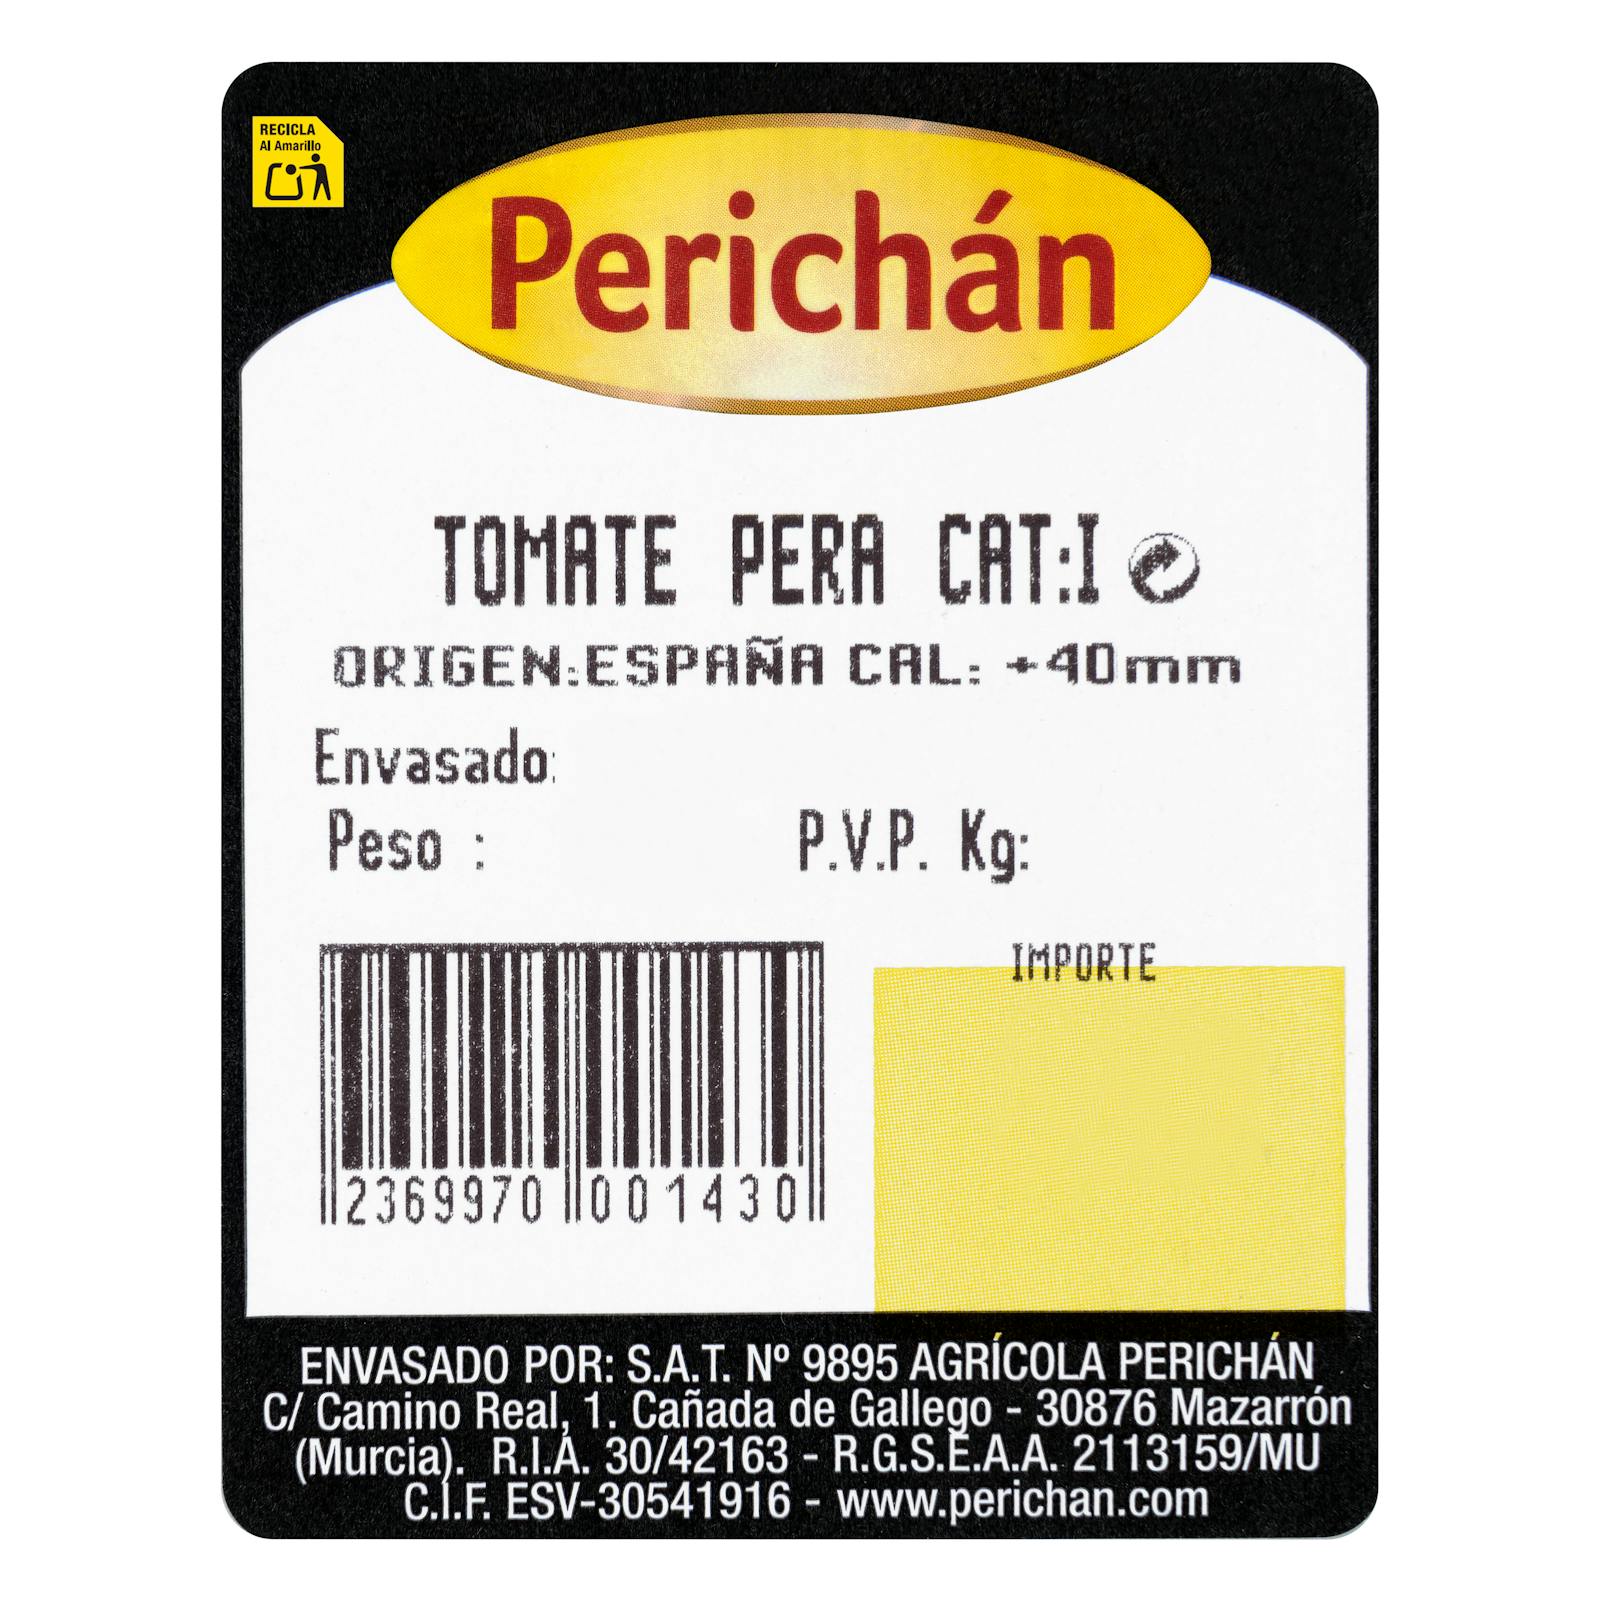 RECICLA
Al Amarillo
Perichán
TOMATE PERA CAT:I
ORIGEN:ESPAÑA CAL: +40mm
Envasado:
Peso :
P.V.P. Kg:
IMPORTE
2369970 001430
ENVASADO POR: S.A.T. Nº 9895 AGRÍCOLA PERICHÁN
C/ Camino Real, 1. Cañada de Gallego - 30876 Mazarrón
(Murcia). R.I.A. 30/42163 - R.G.S.E.A.A. 2113159/MU
C.I.F. ESV-30541916 - www.perichan.com